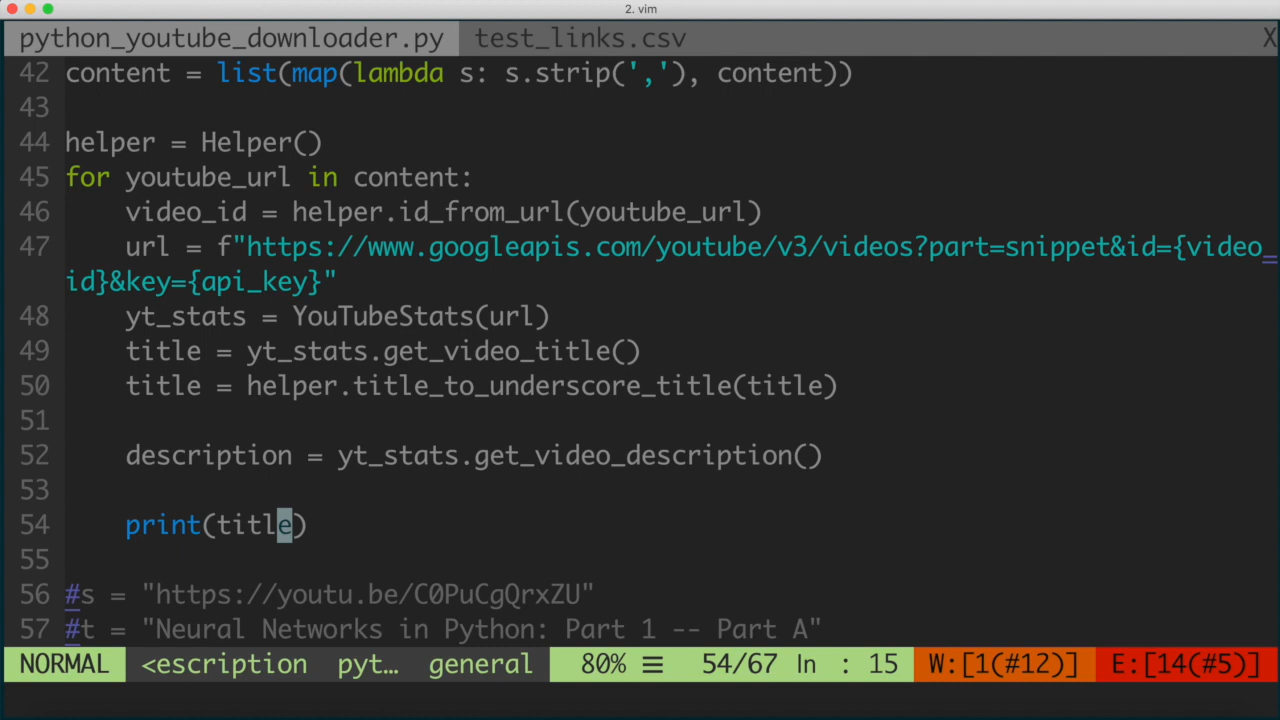 2. vim
python_youtube_downloader.py test_links.csv X
42 content = list(map(lambda s: s.strip(','), content))
43
44 helper = Helper()
45 for youtube_url in content:
46     video_id = helper.id_from_url(youtube_url)
47     url = f"https://www.googleapis.com/youtube/v3/videos?part=snippet&id={video_
id}&key={api_key}"
48     yt_stats = YouTubeStats(url)
49     title = yt_stats.get_video_title()
50     title = helper.title_to_underscore_title(title)
51
52     description = yt_stats.get_video_description()
53
54     print(title)
55
56 #s = "https://youtu.be/C0PuCgQrxZU"
57 #t = "Neural Networks in Python: Part 1 -- Part A"
NORMAL <escription pyt… general 80% ☰ 54/67 ln : 15 W:[1(#12)] E:[14(#5)]